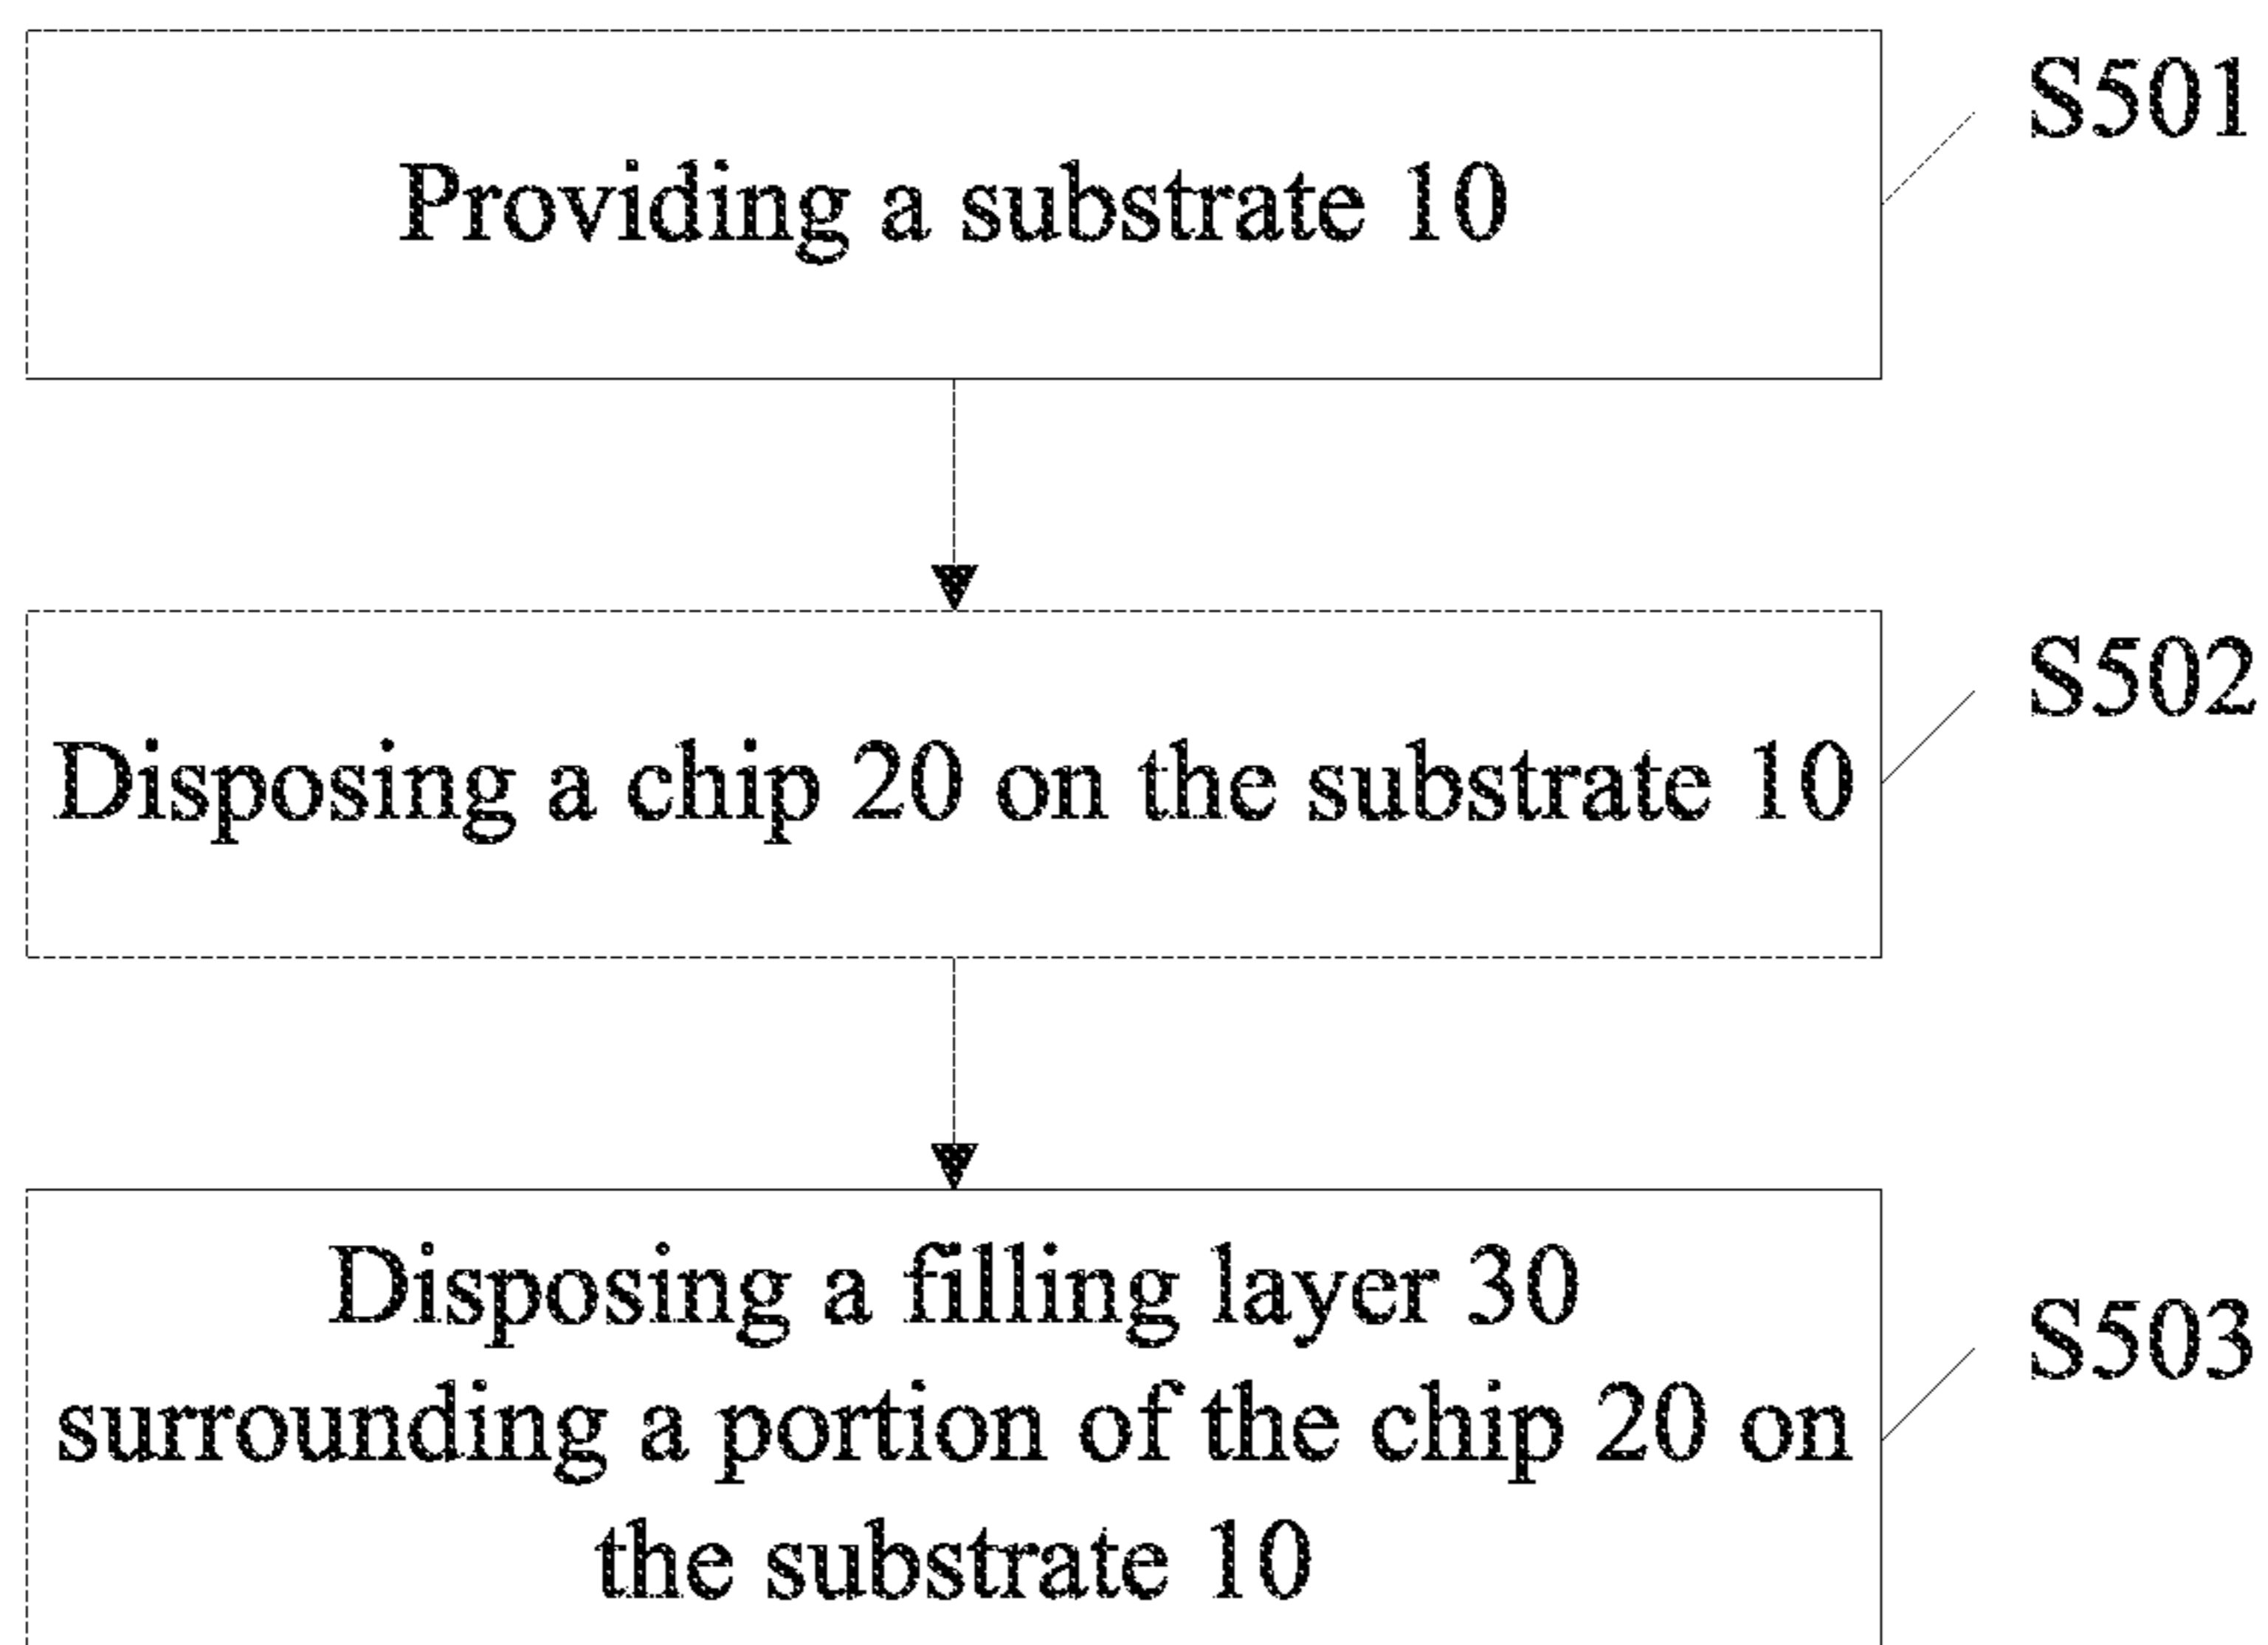 Providing a substrate 10
S501
Disposing a chip 20 on the substrate 10
S502
Disposing a filling layer 30
surrounding a portion of the chip 20 on
the substrate 10
S503